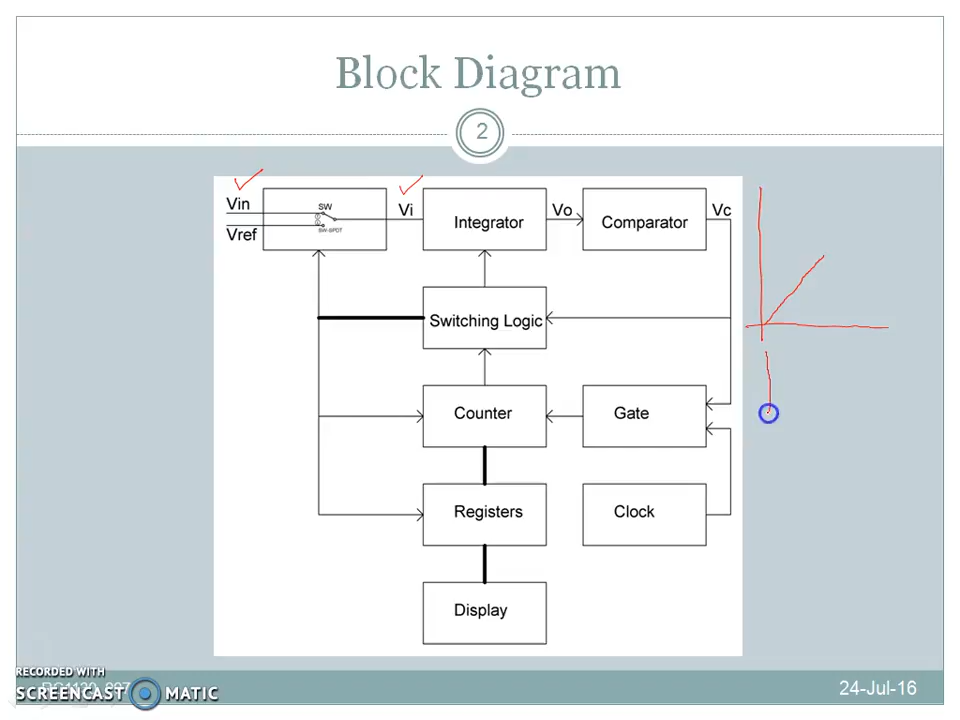 Block Diagram
2
Vin
SW
Vi
Integrator
Vo
Comparator
Vc
Vref
SW-SPDT
Switching Logic
Counter
Gate
Registers
Clock
Display
RECORDED WITH
SCREENCAST MATIC
24-Jul-16